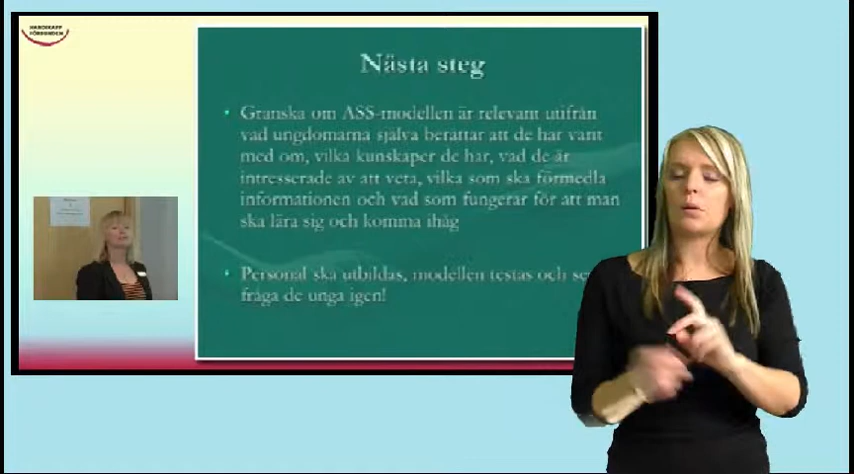 HANDIKAPP
FÖRBUNDEN
Nästa steg
• Granska om ASS-modellen är relevant utifrån
vad ungdomarna själva berättar att de har varit
med om, vilka kunskaper de har, vad de är
intresserade av att veta, vilka som ska förmedla
informationen och vad som fungerar för att man
ska lära sig och komma ihåg
• Personal ska utbildas, modellen testas och
fråga de unga igen!